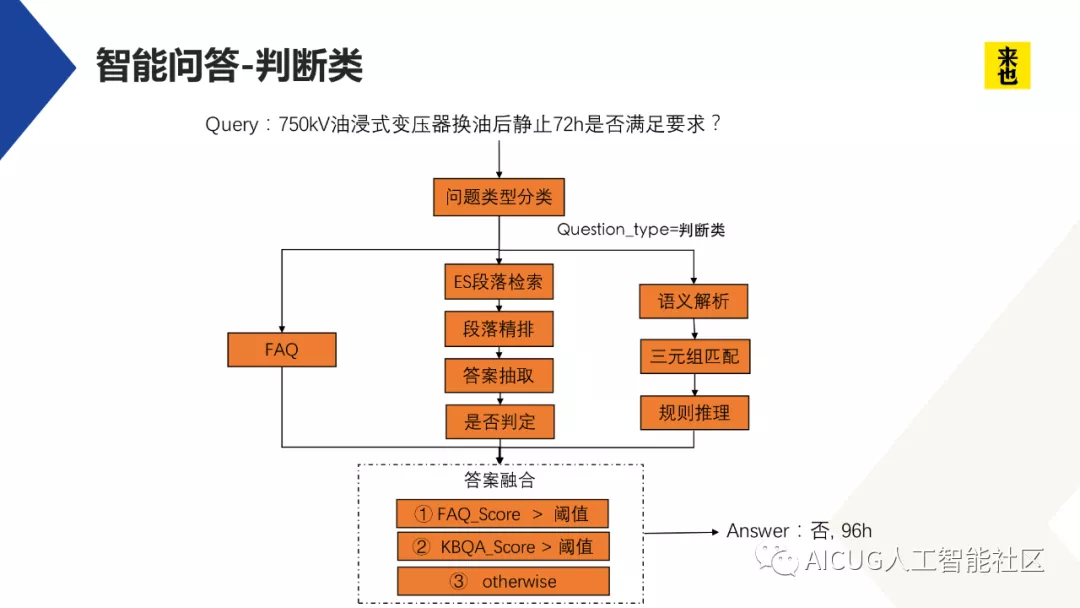 智能问答-判断类
来也
Query：750kV油浸式变压器换油后静止72h是否满足要求？
问题类型分类
Question_type=判断类
ES段落检索
语义解析
段落精排
FAQ
三元组匹配
答案抽取
规则推理
是否判定
答案融合
① FAQ_Score > 阈值
② KBQA_Score > 阈值
③ otherwise
Answer：否, 96h
AICUG人工智能社区